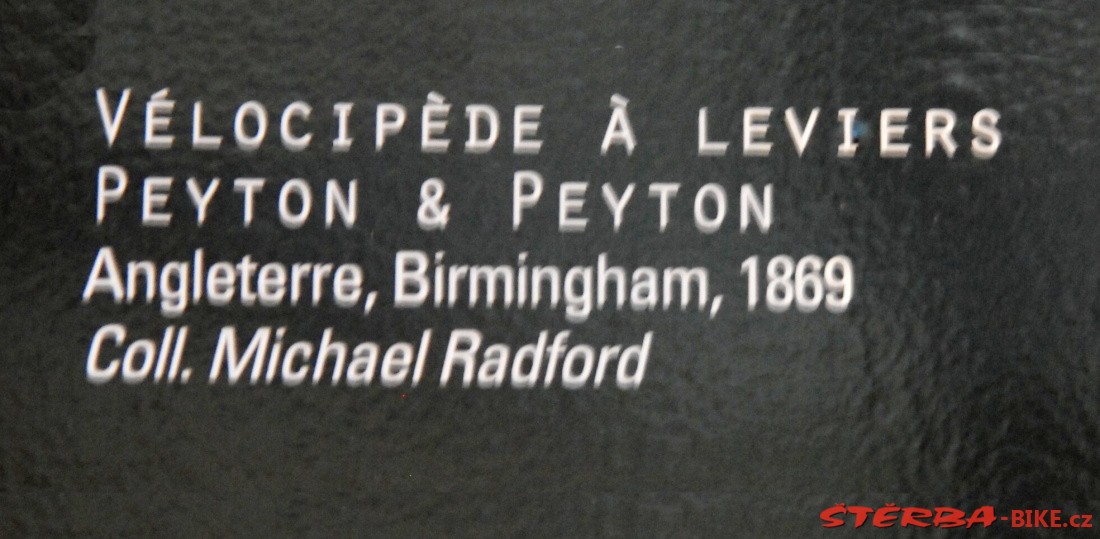 VÉLOCIPÈDE À LEVIERS
PEYTON & PEYTON
Angleterre, Birmingham, 1869
Coll. Michael Radford
ŠTĚRBA-BIKE.cz